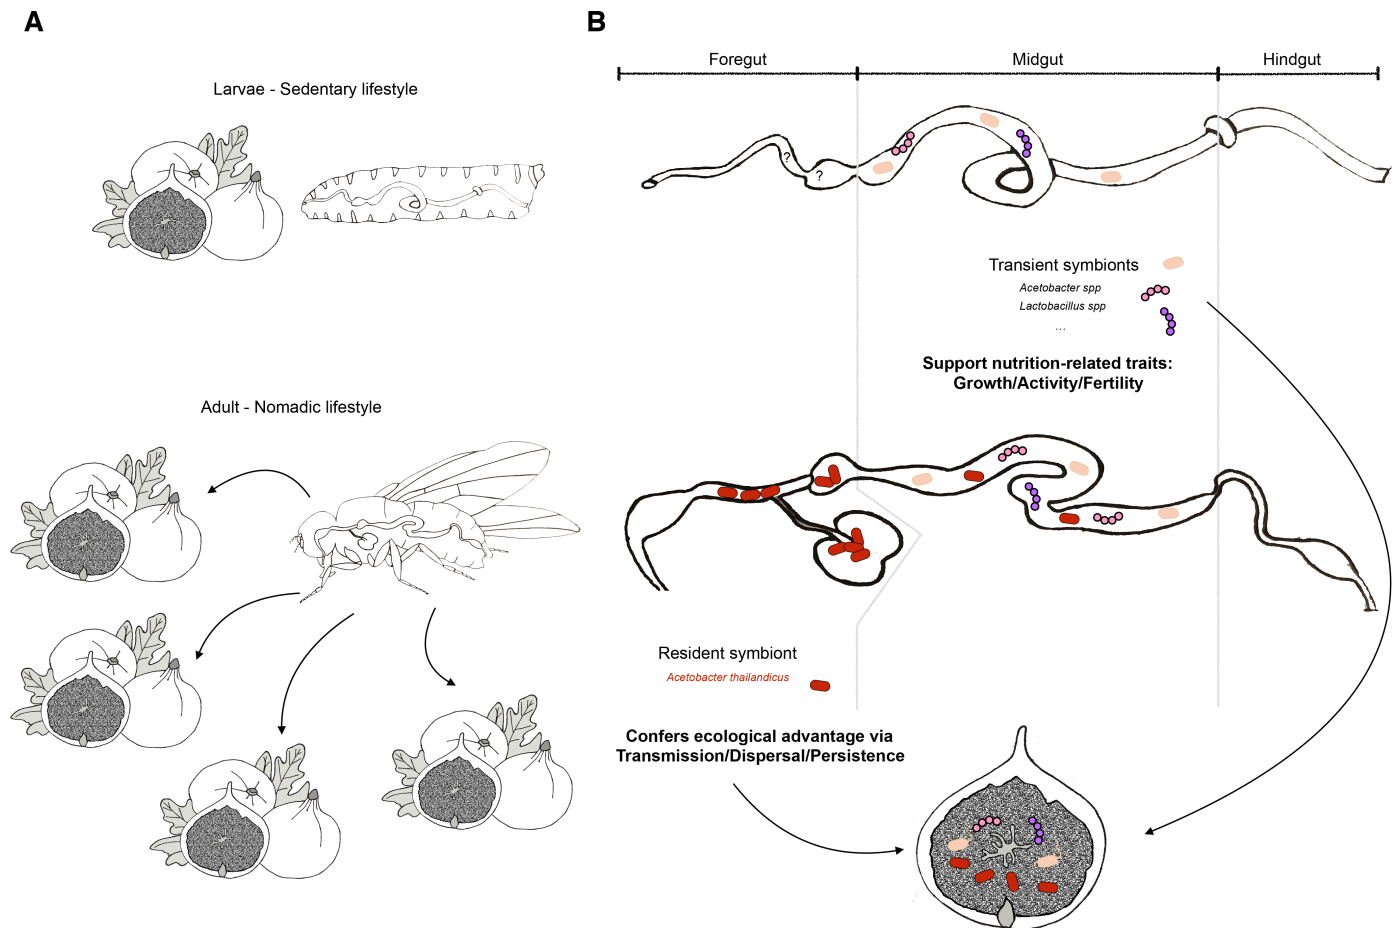 A
Larvae - Sedentary lifestyle
Adult - Nomadic lifestyle
B
Foregut
Midgut
Hindgut
?
?
Transient symbionts
Acetobacter spp
Lactobacillus spp
...
Support nutrition-related traits:
Growth/Activity/Fertility
Resident symbiont
Acetobacter thailandicus
Confers ecological advantage via
Transmission/Dispersal/Persistence